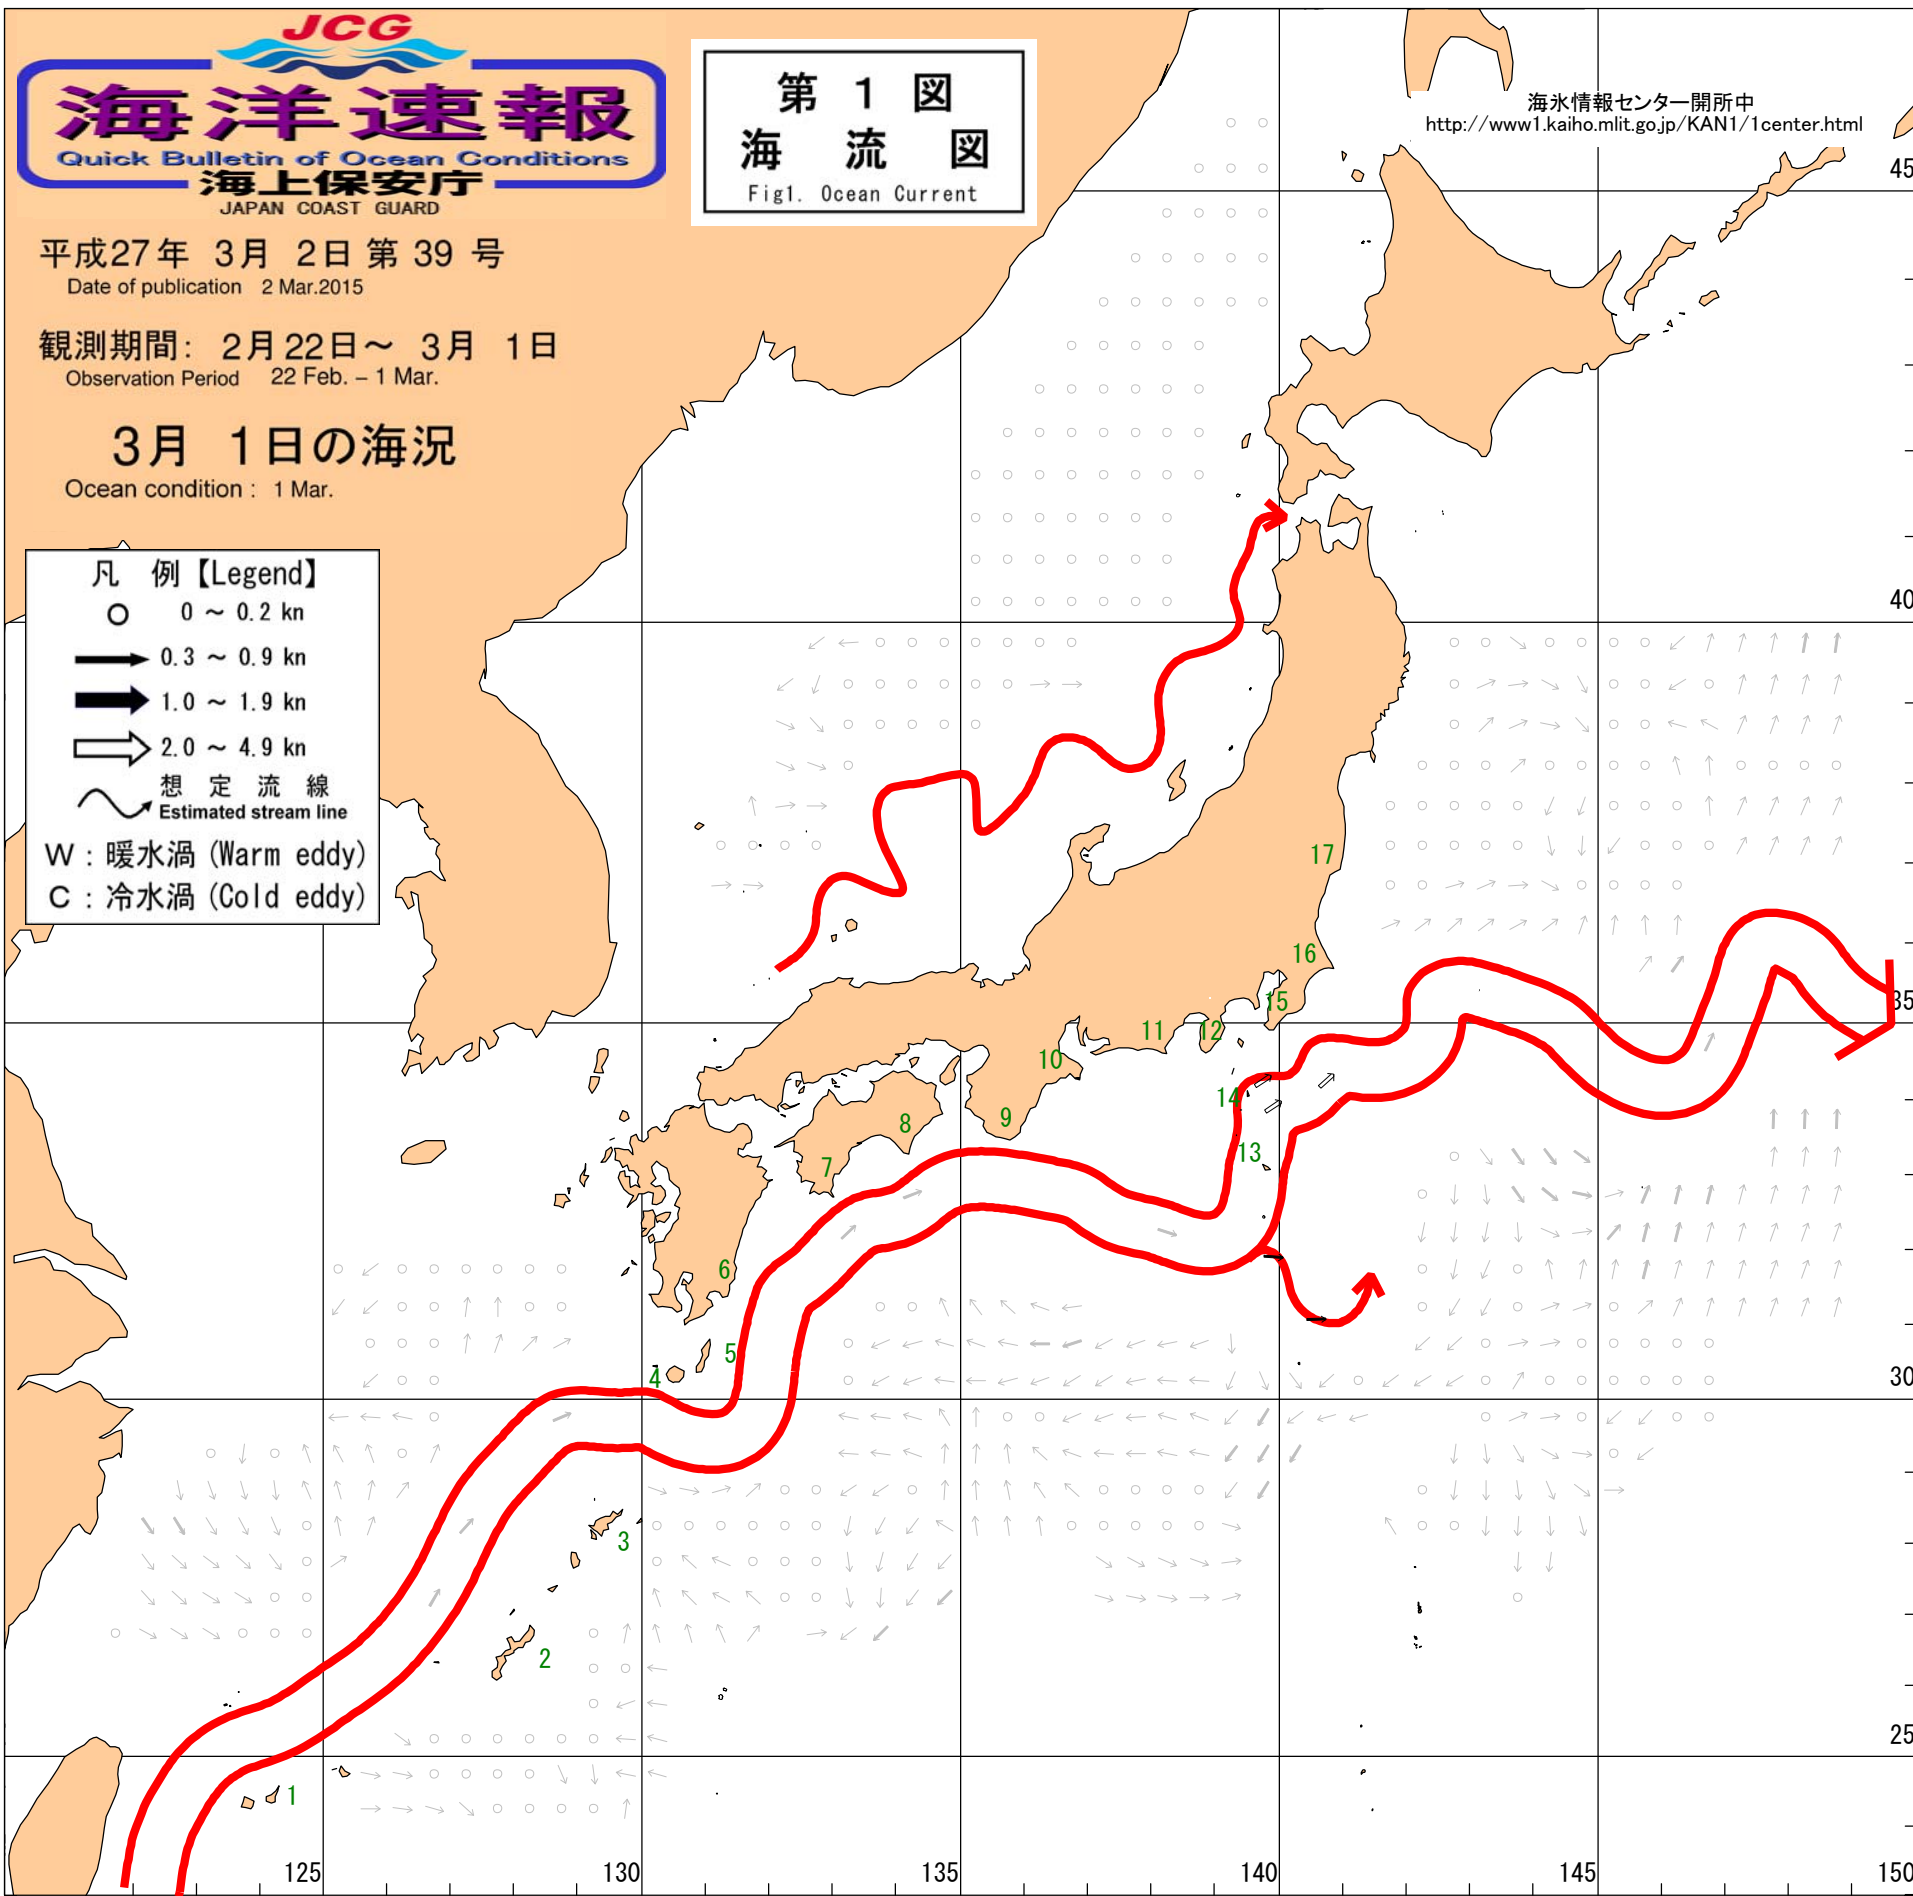 JCG
海洋速報
Quick Bulletin of Ocean Conditions
海上保安庁
JAPAN COAST GUARD
平成27年 3月 2日 第 39 号
Date of publication 2 Mar.2015
観測期間: 2月22日～ 3月 1日
Observation Period 22 Feb. – 1 Mar.
3月 1日の海況
Ocean condition : 1 Mar.
第 1 図
海 流 図
Fig1. Ocean Current
海氷情報センター開所中
http://www1.kaiho.mlit.go.jp/KAN1/1center.html
凡 例【Legend】
0 ～ 0.2 kn
0.3 ～ 0.9 kn
1.0 ～ 1.9 kn
2.0 ～ 4.9 kn
想 定 流 線
Estimated stream line
W : 暖水渦 (Warm eddy)
C : 冷水渦 (Cold eddy)
45
40
35
30
25
17
16
15
12
11
10
14
13
9
8
7
6
5
4
3
2
1
125
130
135
140
145
150